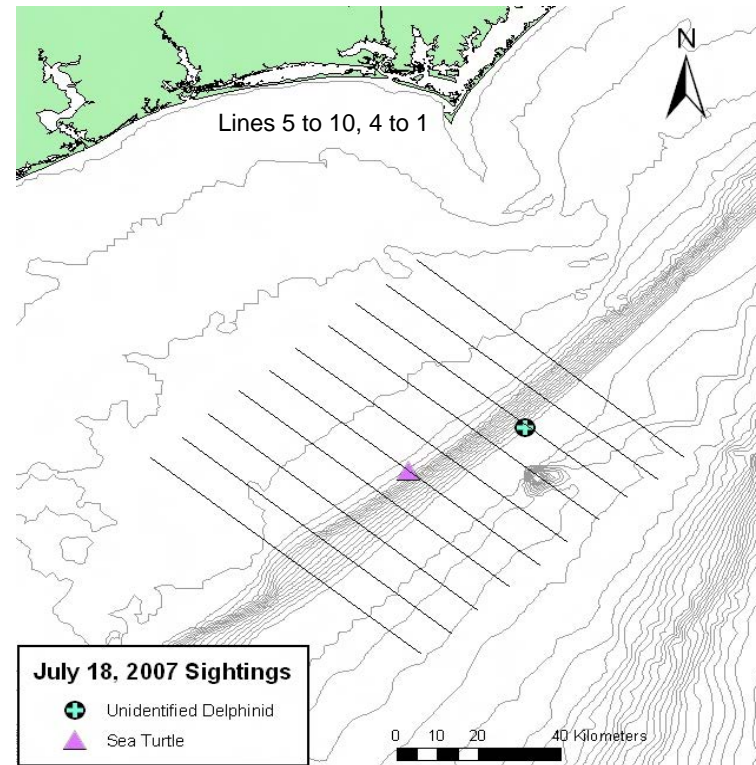 N
Lines 5 to 10, 4 to 1
July 18, 2007 Sightings
Unidentified Delphinid
Sea Turtle
0 10 20 40 Kilometers